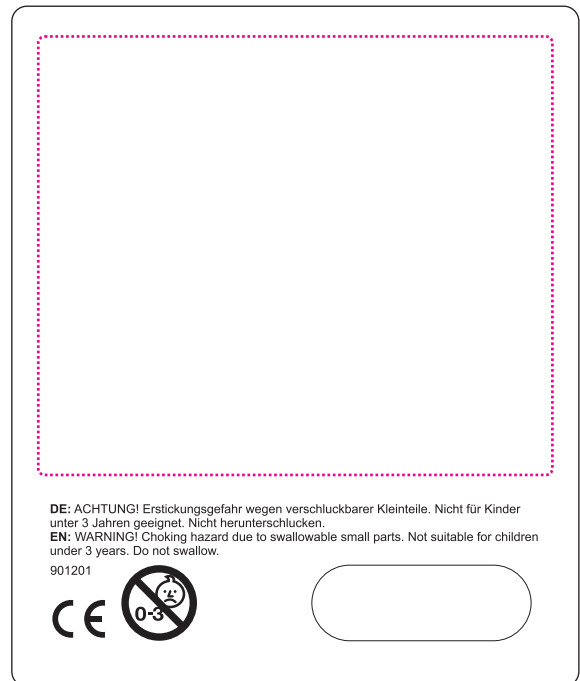 DE: ACHTUNG! Erstickungsgefahr wegen verschluckbarer Kleinteile. Nicht für Kinder
unter 3 Jahren geeignet. Nicht herunterschlucken.
EN: WARNING! Choking hazard due to swallowable small parts. Not suitable for children
under 3 years. Do not swallow.
901201
CE
0-3